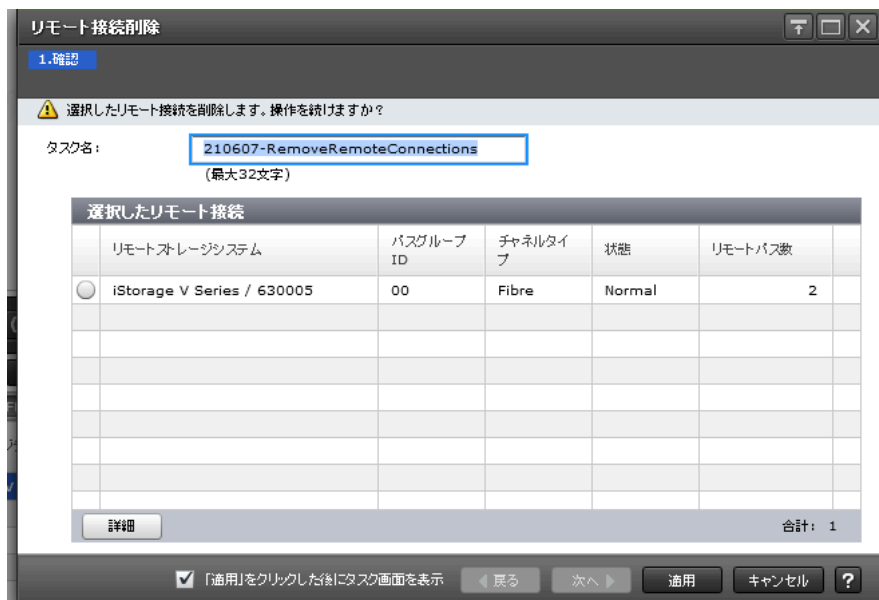 リモート接続削除
1.確認
選択したリモート接続を削除します。操作を続けますか?
タスク名:
210607-RemoveRemoteConnections
(最大32文字)
選択したリモート接続
リモートストレージシステム
パスグループ
ID
チャネルタイ
プ
状態
リモートパス数
iStorage V Series / 630005
00
Fibre
Normal
2
詳細
合計: 1
「適用」をクリックした後にタスク画面を表示
戻る
次へ
適用
キャンセル
?